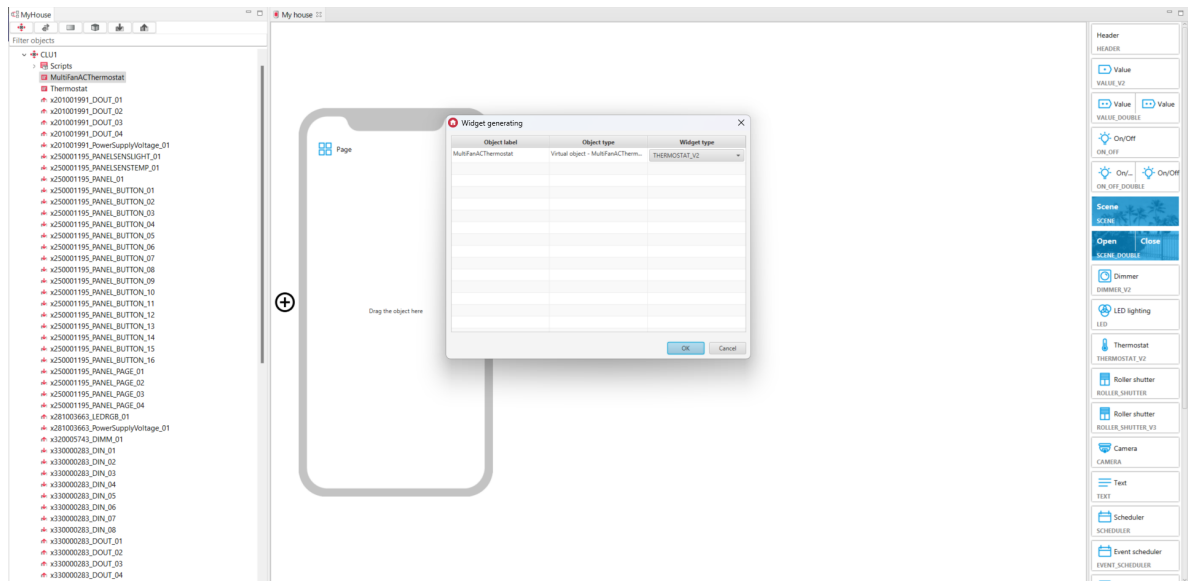 MyHouse
Filter objects
CLU1
Scripts
MultiFanACThermostat
Thermostat
x201001991_DOUT_01
x201001991_DOUT_02
x201001991_DOUT_03
x201001991_DOUT_04
x201001991_PowerSupplyVoltage_01
x250001195_PANELSENSLIGHT_01
x250001195_PANELSENSTEMP_01
x250001195_PANEL_01
x250001195_PANEL_BUTTON_01
x250001195_PANEL_BUTTON_02
x250001195_PANEL_BUTTON_03
x250001195_PANEL_BUTTON_04
x250001195_PANEL_BUTTON_05
x250001195_PANEL_BUTTON_06
x250001195_PANEL_BUTTON_07
x250001195_PANEL_BUTTON_08
x250001195_PANEL_BUTTON_09
x250001195_PANEL_BUTTON_10
x250001195_PANEL_BUTTON_11
x250001195_PANEL_BUTTON_12
x250001195_PANEL_BUTTON_13
x250001195_PANEL_BUTTON_14
x250001195_PANEL_BUTTON_15
x250001195_PANEL_BUTTON_16
x250001195_PANEL_PAGE_01
x250001195_PANEL_PAGE_02
x250001195_PANEL_PAGE_03
x250001195_PANEL_PAGE_04
x281003663_LEDRGB_01
x281003663_PowerSupplyVoltage_01
x320005743_DIMM_01
x330000283_DIN_01
x330000283_DIN_02
x330000283_DIN_03
x330000283_DIN_04
x330000283_DIN_05
x330000283_DIN_06
x330000283_DIN_07
x330000283_DIN_08
x330000283_DOUT_01
x330000283_DOUT_02
x330000283_DOUT_03
x330000283_DOUT_04
My house
Page
Drag the object here
Widget generating
Object label Object type Widget type
MultiFanACThermostat Virtual object - MultiFanACTherm... THERMOSTAT_V2
OK Cancel
Header
HEADER
Value
VALUE_V2
Value Value
VALUE_DOUBLE
On/Off
ON_OFF
On/... On/Off
ON_OFF_DOUBLE
Scene
SCENE
Open Close
SCENE_DOUBLE
Dimmer
DIMMER_V2
LED lighting
LED
Thermostat
THERMOSTAT_V2
Roller shutter
ROLLER_SHUTTER
Roller shutter
ROLLER_SHUTTER_V3
Camera
CAMERA
Text
TEXT
Scheduler
SCHEDULER
Event scheduler
EVENT_SCHEDULER